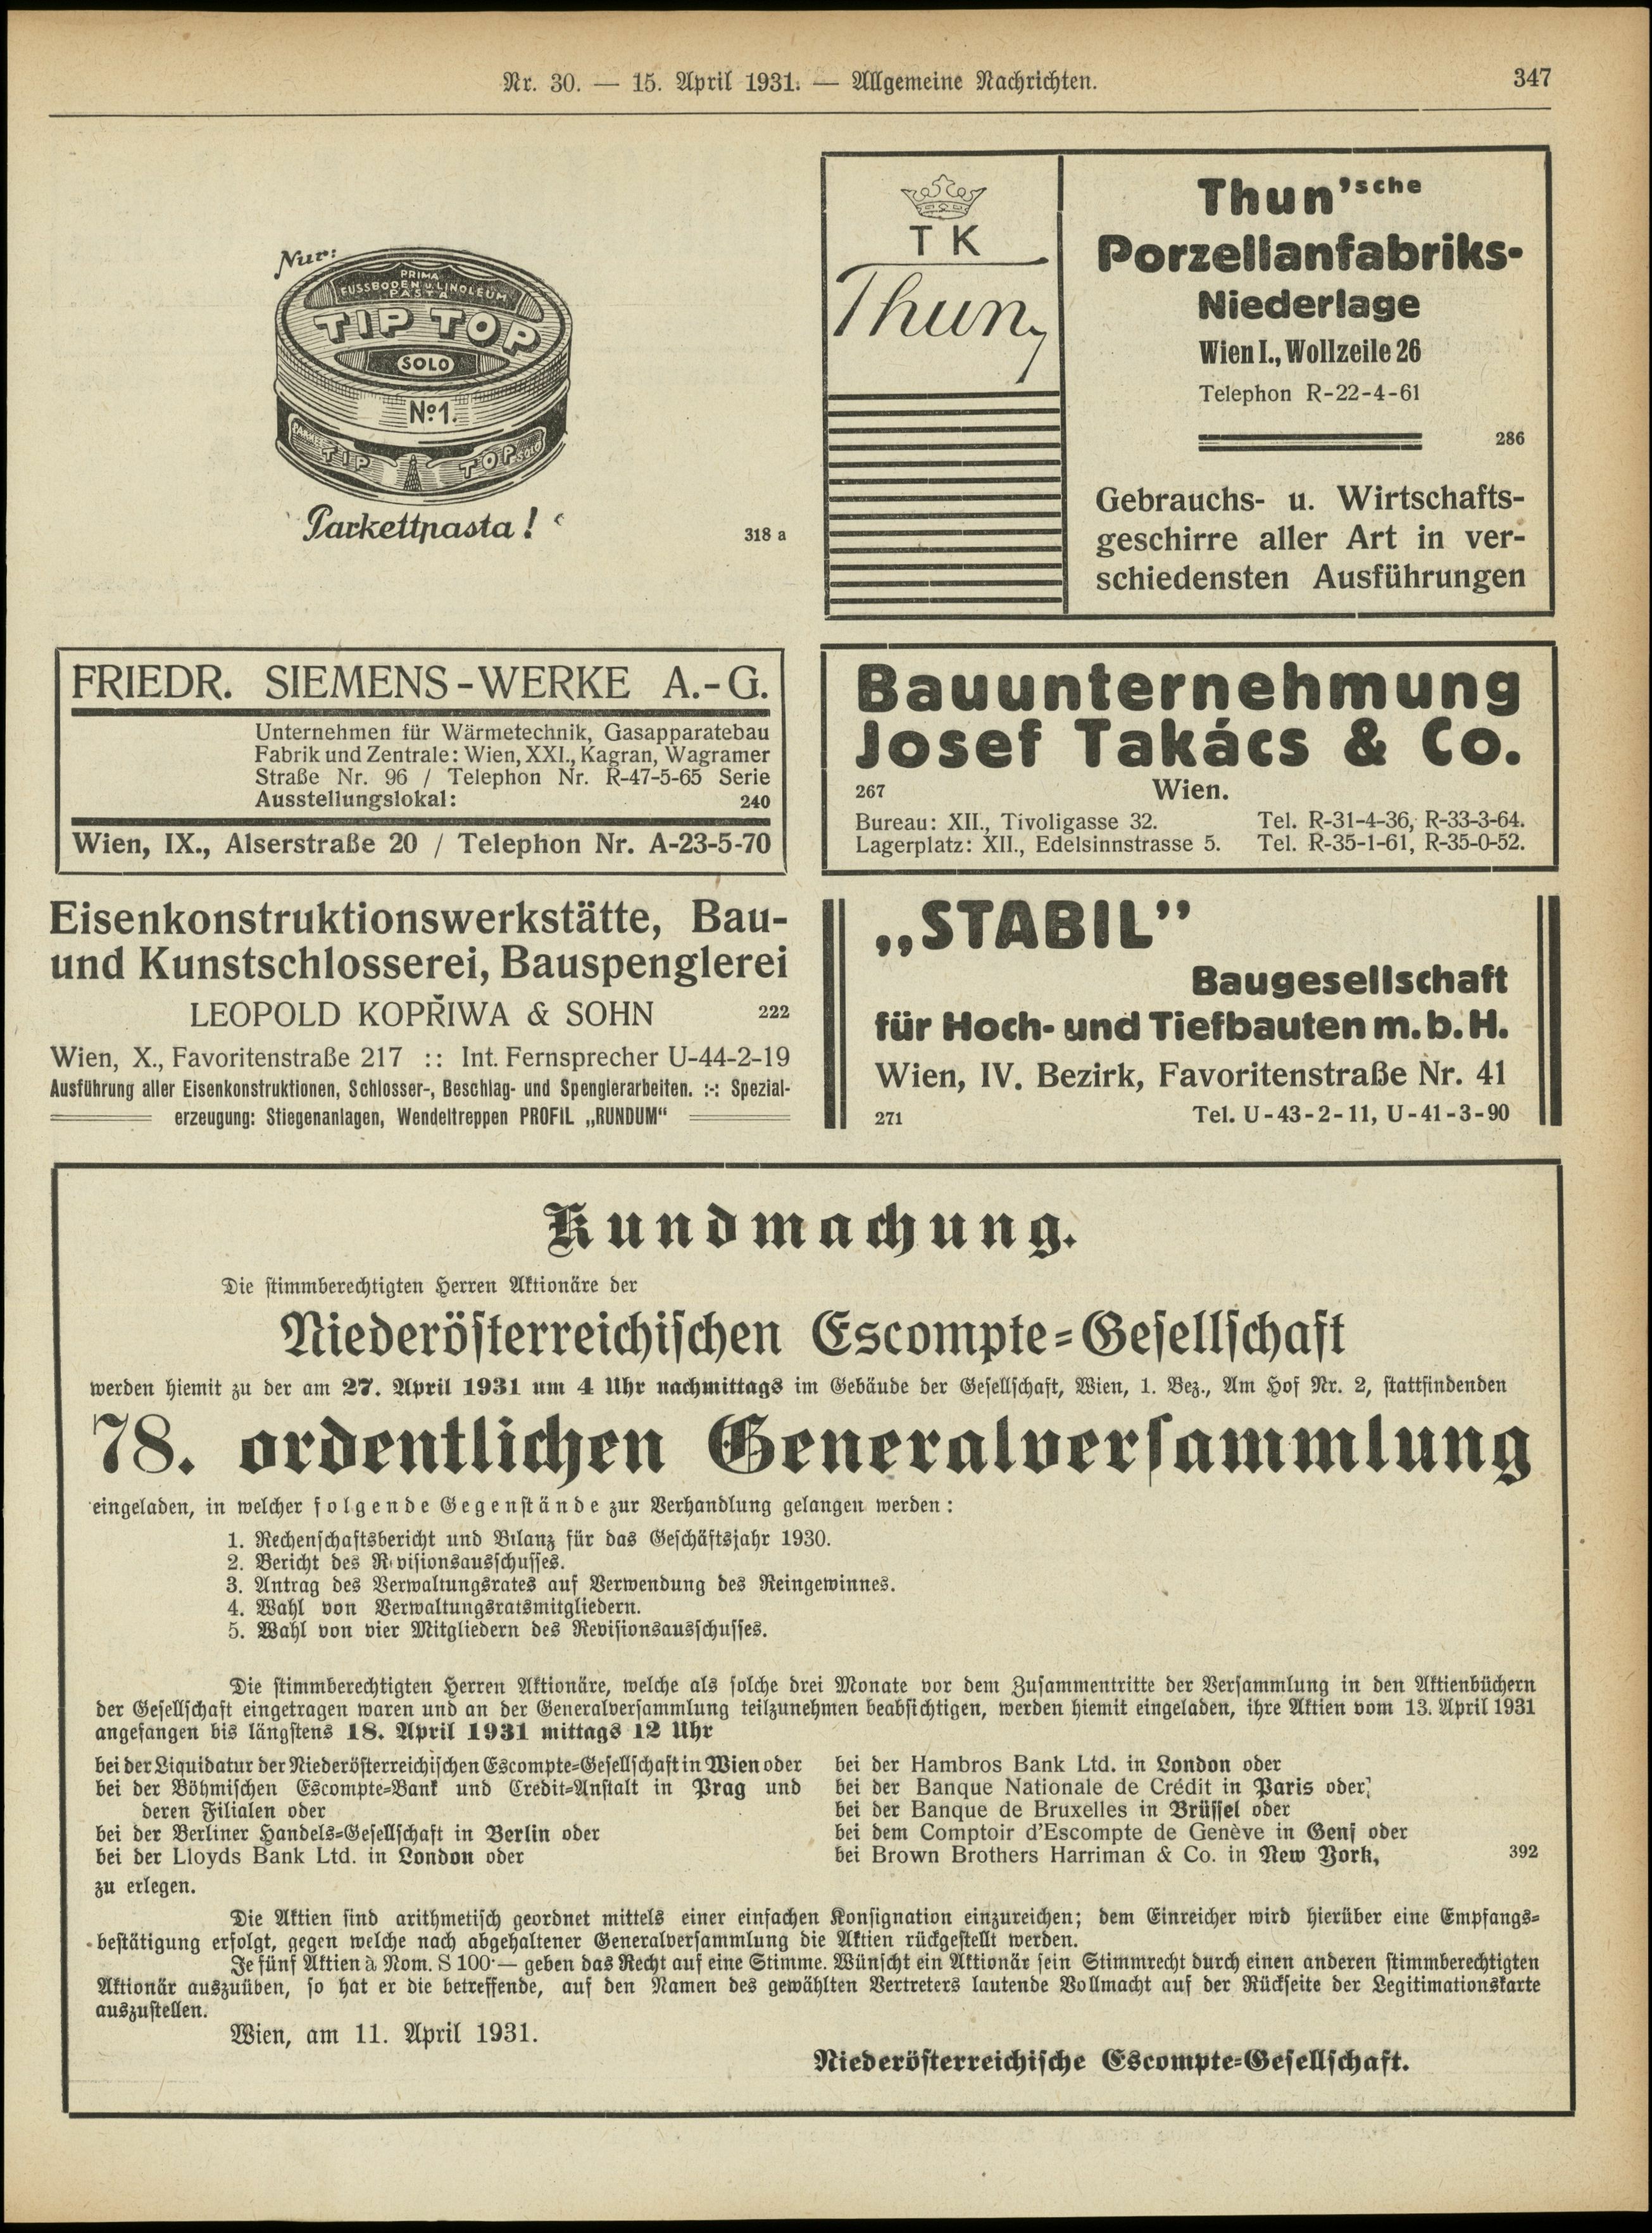 Nr. 30. — 15. April 1931. — Allgemeine Nachrichten.
347
Nur:
PRIMA
FUSSBODEN U. LINOLEUM
PASTA
TIP TOP
SOLO
No 1.
PARKET
TIP
TOP
SOLO
Parkettpasta!
318 a
TK
Thun
Thun'sche
Porzellanfabriks-
Niederlage
Wien I., Wollzeile 26
Telephon R-22-4-61
286
Gebrauchs- u. Wirtschafts-
geschirre aller Art in ver-
schiedensten Ausführungen
FRIEDR. SIEMENS-WERKE A.-G.
Unternehmen für Wärmetechnik, Gasapparatebau
Fabrik und Zentrale: Wien, XXI., Kagran, Wagramer
Straße Nr. 96 / Telephon Nr. R-47-5-65 Serie
Ausstellungslokal: 240
Wien, IX., Alserstraße 20 / Telephon Nr. A-23-5-70
Bauunternehmung
Josef Takács & Co.
267 Wien.
Bureau: XII., Tivoligasse 32. Tel. R-31-4-36, R-33-3-64.
Lagerplatz: XII., Edelsinnstrasse 5. Tel. R-35-1-61, R-35-0-52.
Eisenkonstruktionswerkstätte, Bau-
und Kunstschlosserei, Bauspenglerei
LEOPOLD KOPŘIWA & SOHN 222
Wien, X., Favoritenstraße 217 :: Int. Fernsprecher U-44-2-19
Ausführung aller Eisenkonstruktionen, Schlosser-, Beschlag- und Spenglerarbeiten. :-: Spezial-
erzeugung: Stiegenanlagen, Wendeltreppen PROFIL „RUNDUM“
„STABIL”
Baugesellschaft
für Hoch- und Tiefbauten m. b. H.
Wien, IV. Bezirk, Favoritenstraße Nr. 41
271 Tel. U-43-2-11, U-41-3-90
Kundmachung.
Die stimmberechtigten Herren Aktionäre der
Niederösterreichischen Escompte-Gesellschaft
werden hiemit zu der am 27. April 1931 um 4 Uhr nachmittags im Gebäude der Gesellschaft, Wien, 1. Bez., Am Hof Nr. 2, stattfindenden
78. ordentlichen Generalversammlung
eingeladen, in welcher folgende Gegenstände zur Verhandlung gelangen werden:
1. Rechenschaftsbericht und Bilanz für das Geschäftsjahr 1930.
2. Bericht des Revisionsausschusses.
3. Antrag des Verwaltungsrates auf Verwendung des Reingewinnes.
4. Wahl von Verwaltungsratsmitgliedern.
5. Wahl von vier Mitgliedern des Revisionsausschusses.
Die stimmberechtigten Herren Aktionäre, welche als solche drei Monate vor dem Zusammentritte der Versammlung in den Aktienbüchern
der Gesellschaft eingetragen waren und an der Generalversammlung teilzunehmen beabsichtigen, werden hiemit eingeladen, ihre Aktien vom 13. April 1931
angefangen bis längstens 18. April 1931 mittags 12 Uhr
bei der Liquidatur der Niederösterreichischen Escompte-Gesellschaft in Wien oder
bei der Böhmischen Escompte-Bank und Credit-Anstalt in Prag und
deren Filialen oder
bei der Berliner Handels-Gesellschaft in Berlin oder
bei der Lloyds Bank Ltd. in London oder
bei der Hambros Bank Ltd. in London oder
bei der Banque Nationale de Crédit in Paris oder
bei der Banque de Bruxelles in Brüssel oder
bei dem Comptoir d'Escompte de Genève in Genf oder
bei Brown Brothers Harriman & Co. in New York, 392
zu erlegen.
Die Aktien sind arithmetisch geordnet mittels einer einfachen Konsignation einzureichen; dem Einreicher wird hierüber eine Empfangs-
bestätigung erfolgt, gegen welche nach abgehaltener Generalversammlung die Aktien rückgestellt werden.
Je fünf Aktien à Nom. S 100·— geben das Recht auf eine Stimme. Wünscht ein Aktionär sein Stimmrecht durch einen anderen stimmberechtigten
Aktionär auszuüben, so hat er die betreffende, auf den Namen des gewählten Vertreters lautende Vollmacht auf der Rückseite der Legitimationskarte
auszustellen.
Wien, am 11. April 1931.
Niederösterreichische Escompte-Gesellschaft.